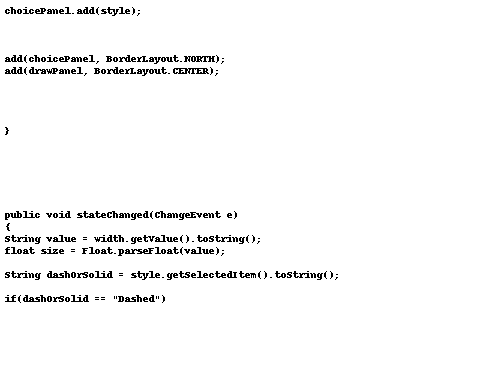 choicePanel.add(style);
add(choicePanel, BorderLayout.NORTH);
add(drawPanel, BorderLayout.CENTER);
}
public void stateChanged(ChangeEvent e)
{
String value = width.getValue().toString();
float size = Float.parseFloat(value);
String dashOrSolid = style.getSelectedItem().toString();
if(dashOrSolid == "Dashed")